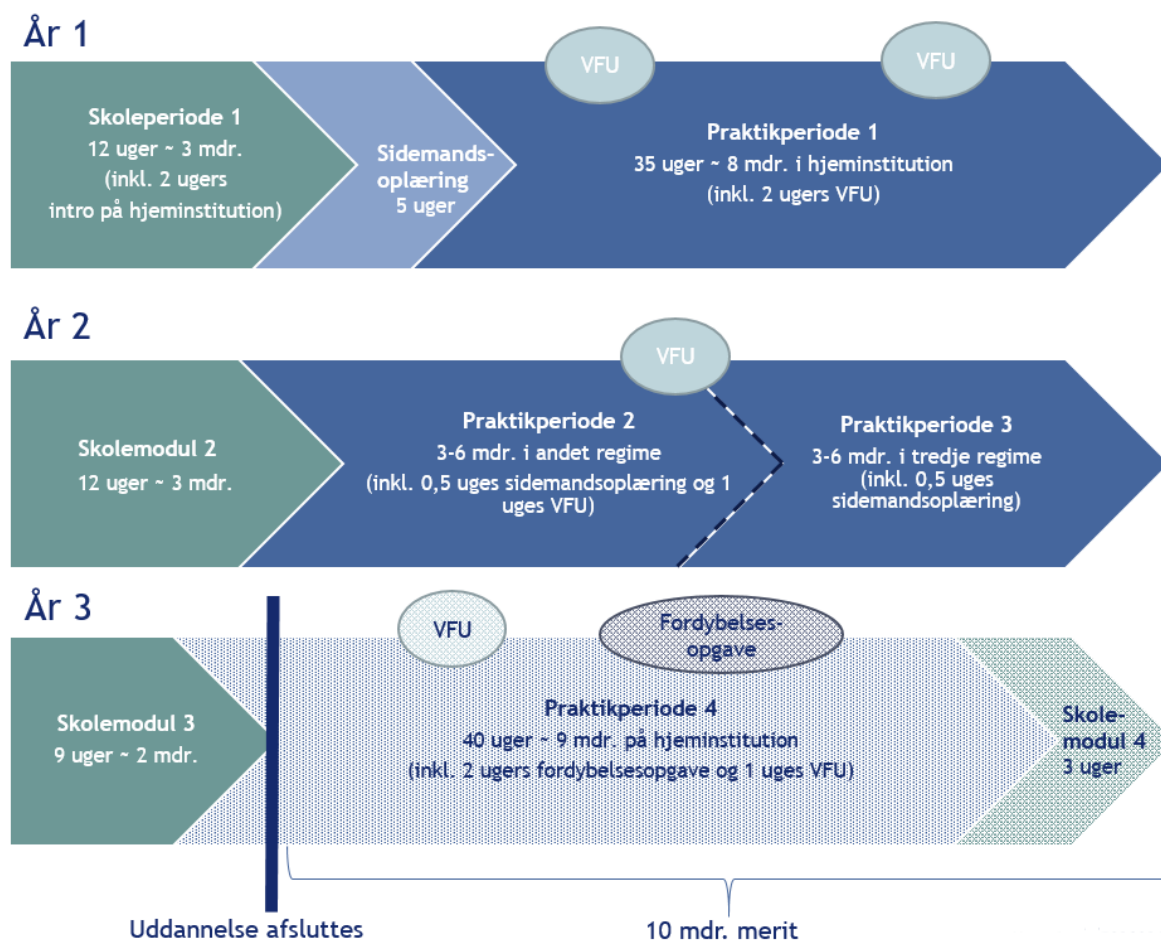 År 1
VFU
VFU
Skoleperiode 1
12 uger ~ 3 mdr.
(inkl. 2 ugers
intro på hjeminstitution)
Sidemands-
oplæring
5 uger
Praktikperiode 1
35 uger ~ 8 mdr. i hjeminstitution
(inkl. 2 ugers VFU)
År 2
VFU
Skolemodul 2
12 uger ~ 3 mdr.
Praktikperiode 2
3-6 mdr. i andet regime
(inkl. 0,5 uges sidemandsoplæring og 1
uges VFU)
Praktikperiode 3
3-6 mdr. i tredje regime
(inkl. 0,5 uges
sidemandsoplæring)
År 3
VFU
Fordybelses-
opgave
Skolemodul 3
9 uger ~ 2 mdr.
Praktikperiode 4
40 uger ~ 9 mdr. på hjeminstitution
(inkl. 2 ugers fordybelsesopgave og 1 uges VFU)
Skole-
modul 4
3 uger
Uddannelse afsluttes
10 mdr. merit